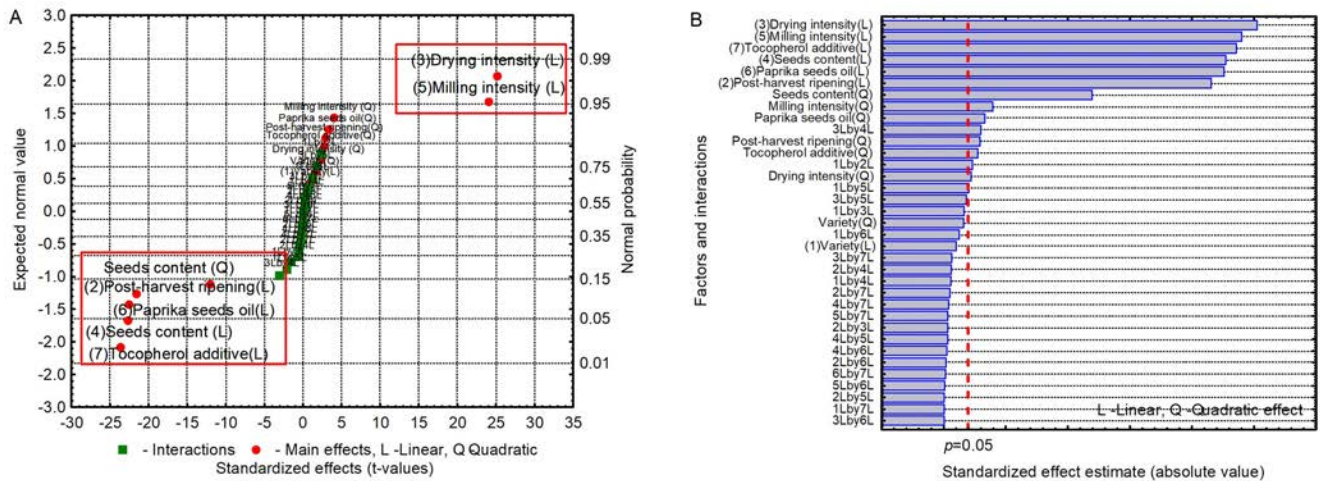 A
3.0
2.5
2.0
1.5
1.0
0.5
0.0
-0.5
-1.0
-1.5
-2.0
-2.5
-3.0
Expected normal value
(3)Drying intensity (L)
(5)Milling intensity (L)
Milling intensity (Q)
Paprika seeds oil(Q)
Post-harvest ripening(Q)
Tocopherol additive(Q)
Drying intensity (Q)
Variety(Q)
(1)Variety(L)
Seeds content (Q)
(2)Post-harvest ripening(L)
(6)Paprika seeds oil(L)
(4)Seeds content (L)
(7)Tocopherol additive(L)
0.99
0.95
0.75
0.55
0.35
0.15
0.05
0.01
Normal probability
-30 -25 -20 -15 -10 -5 0 5 10 15 20 25 30 35
- Interactions - Main effects, L -Linear, Q Quadratic
Standardized effects (t-values)
B
Factors and interactions
(3)Drying intensity(L)
(5)Milling intensity(L)
(7)Tocopherol additive(L)
(4)Seeds content(L)
(6)Paprika seeds oil(L)
(2)Post-harvest ripening(L)
Seeds content(Q)
Milling intensity(Q)
Paprika seeds oil(Q)
3Lby4L
Post-harvest ripening(Q)
Tocopherol additive(Q)
1Lby2L
Drying intensity(Q)
1Lby5L
3Lby5L
1Lby3L
Variety(Q)
1Lby6L
(1)Variety(L)
3Lby7L
2Lby4L
1Lby4L
2Lby7L
4Lby7L
5Lby7L
2Lby3L
4Lby5L
4Lby6L
2Lby6L
6Lby7L
5Lby6L
2Lby5L
1Lby7L
3Lby6L
L -Linear, Q -Quadratic effect
p=0.05
Standardized effect estimate (absolute value)